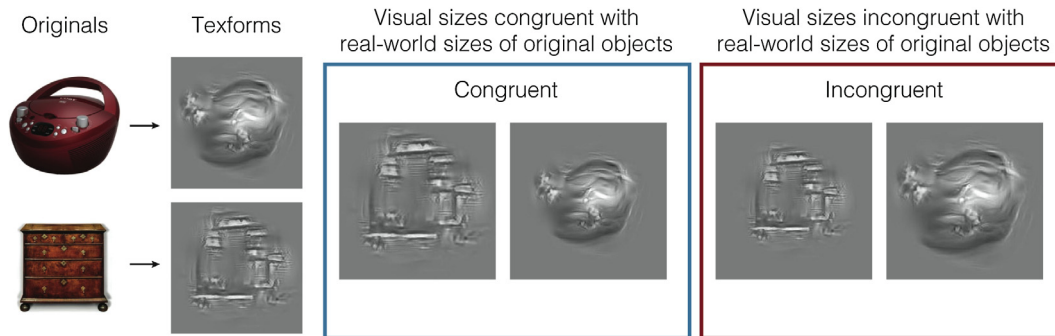 Originals
Texforms
Visual sizes congruent with
real-world sizes of original objects
Visual sizes incongruent with
real-world sizes of original objects
Congruent
Incongruent